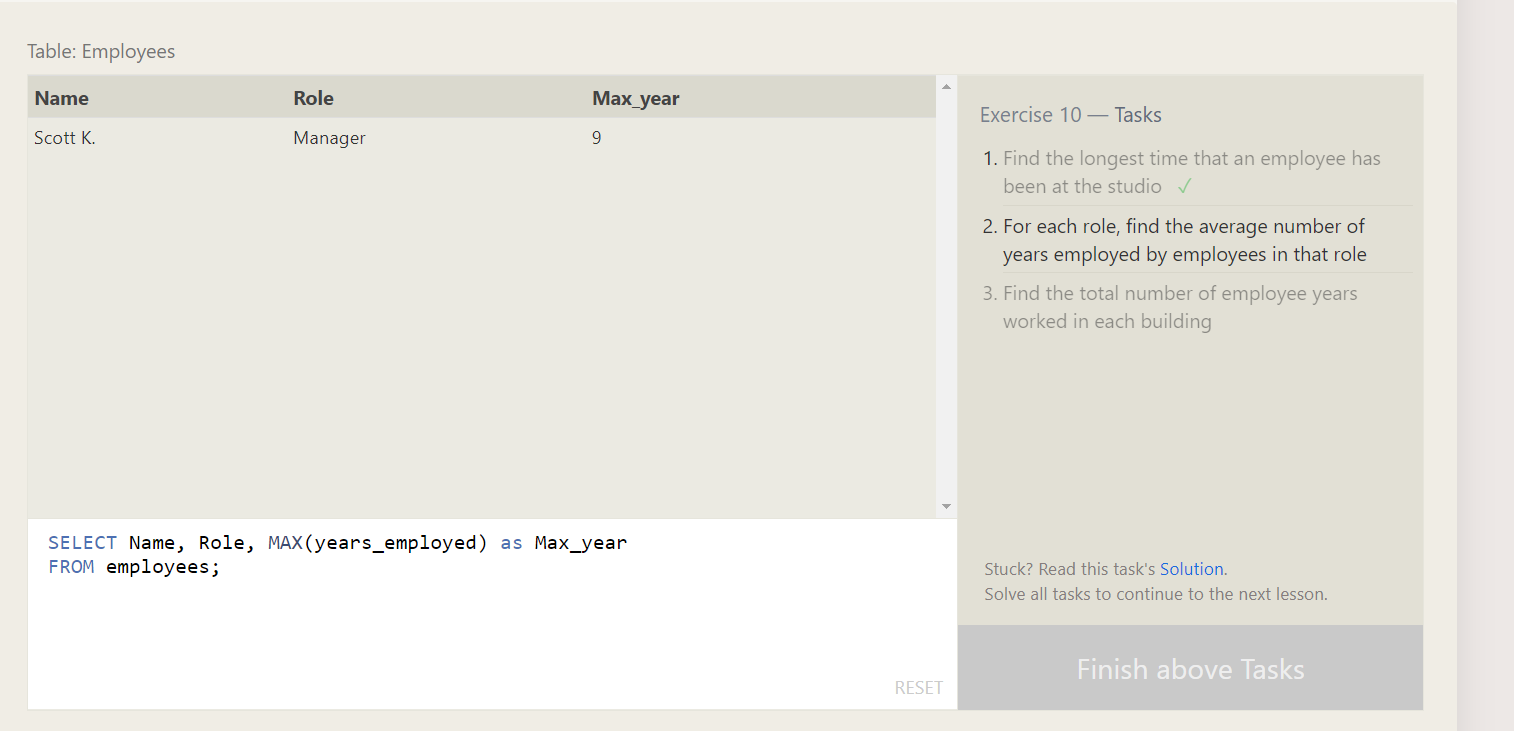 Table: Employees
Name Role Max_year
Scott K. Manager 9
SELECT Name, Role, MAX(years_employed) as Max_year
FROM employees;
RESET
Exercise 10 — Tasks
1. Find the longest time that an employee has
been at the studio ✓
2. For each role, find the average number of
years employed by employees in that role
3. Find the total number of employee years
worked in each building
Stuck? Read this task's Solution.
Solve all tasks to continue to the next lesson.
Finish above Tasks